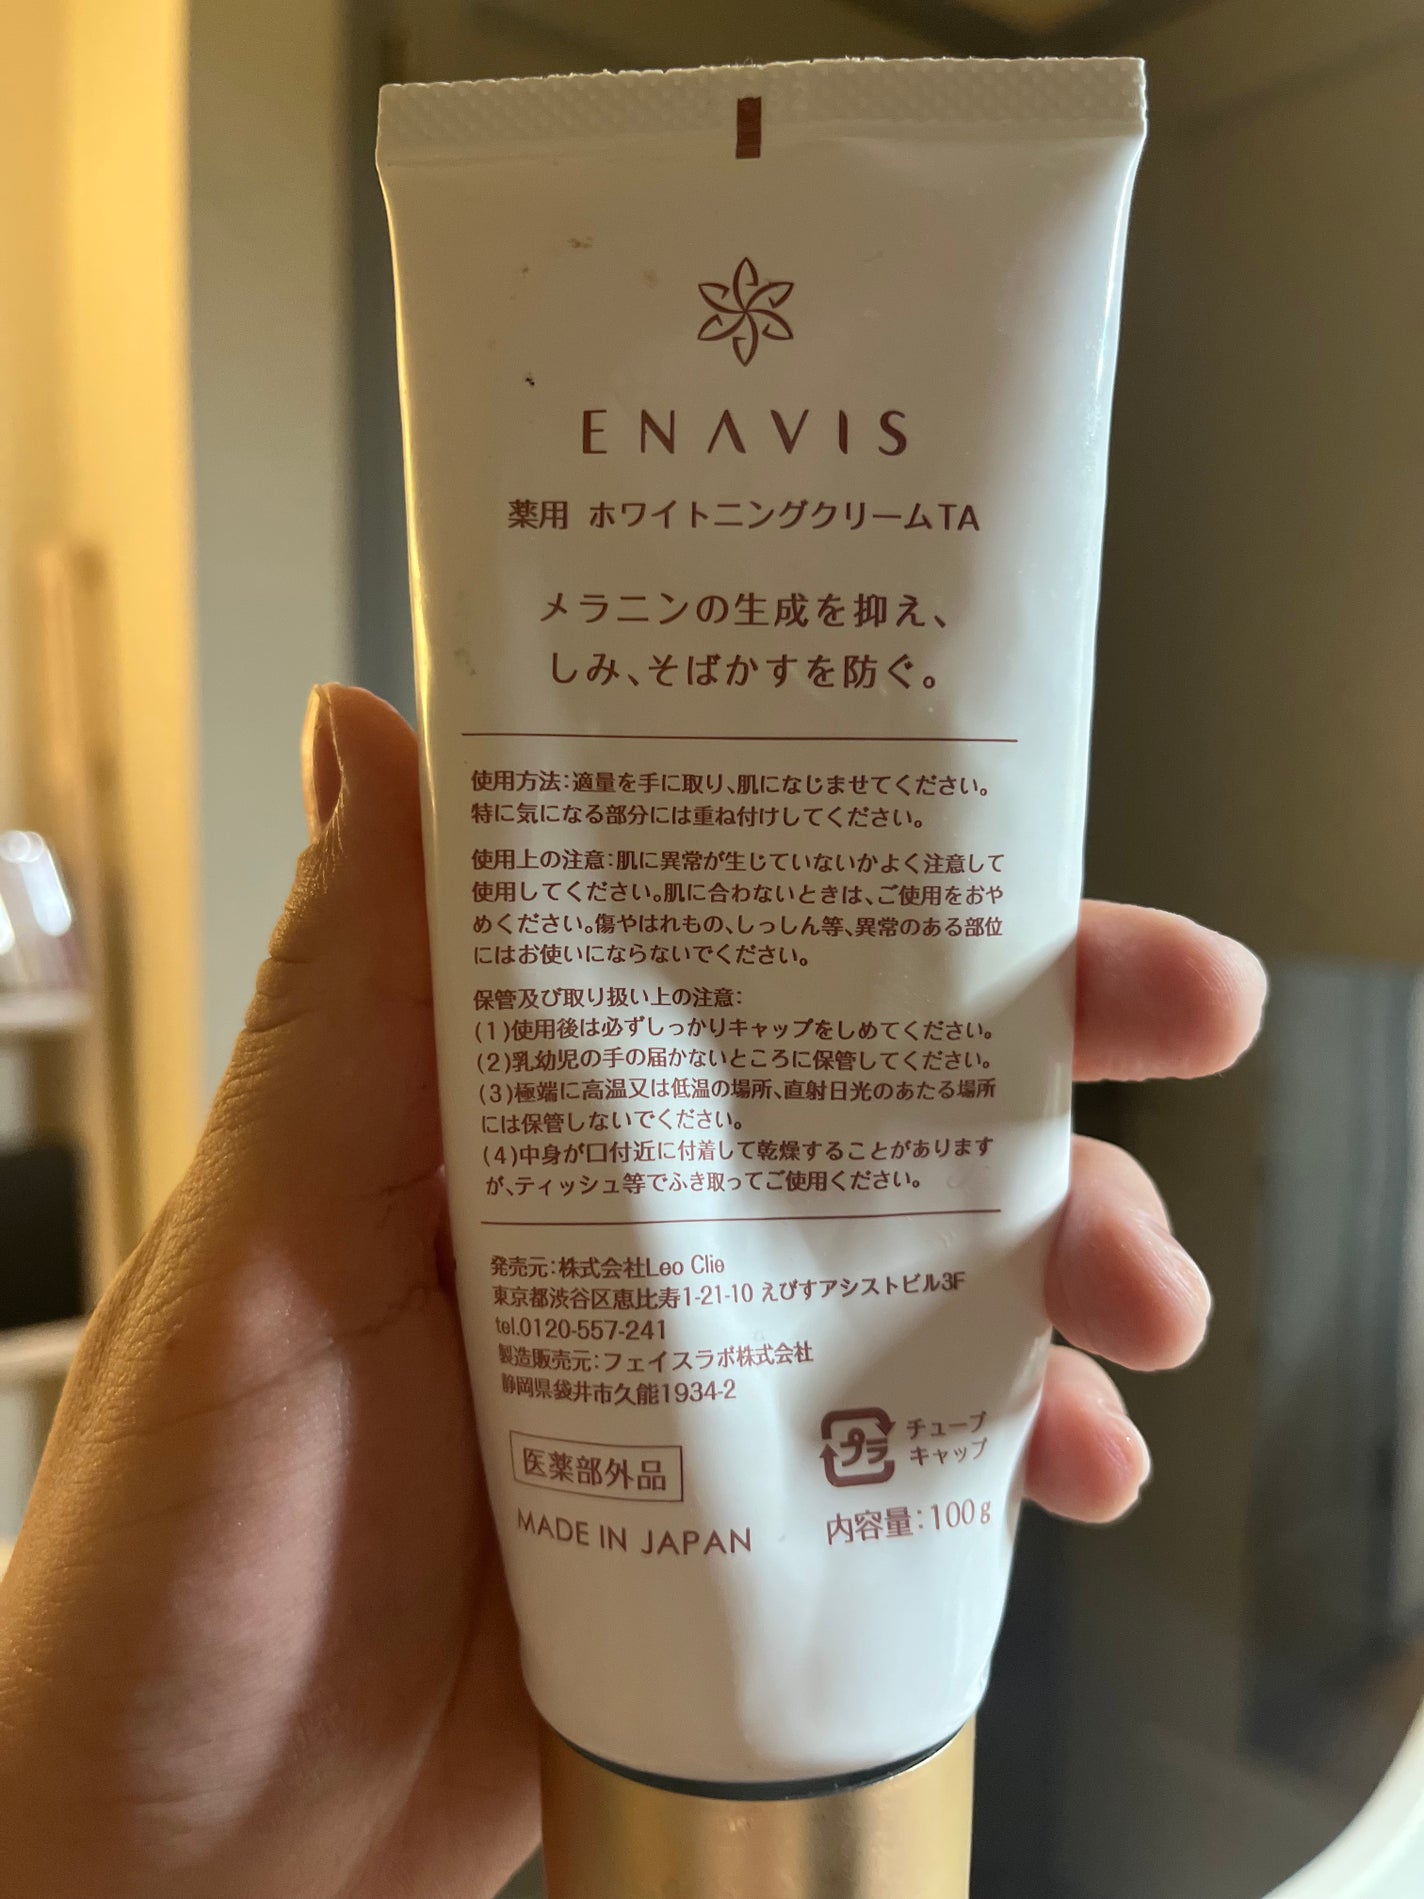 ENAVIS
薬用 ホワイトニングクリームTA
メラニンの生成を抑え、
しみ、そばかすを防ぐ。
使用方法：適量を手に取り、肌になじませてください。
特に気になる部分には重ね付けしてください。
使用上の注意：肌に異常が生じていないかよく注意して
使用してください。肌に合わないときは、ご使用をおや
めください。傷やはれもの、しっしん等、異常のある部位
にはお使いにならないでください。
保管及び取り扱い上の注意：
(1)使用後は必ずしっかりキャップをしめてください。
(2)乳幼児の手の届かないところに保管してください。
(3)極端に高温又は低温の場所、直射日光のあたる場所
には保管しないでください。
(4)中身が口付近に付着して乾燥することがあります
が、ティッシュ等でふき取ってご使用ください。
発売元：株式会社Leo Clie
東京都渋谷区恵比寿1-21-10 えびすアシストビル3F
tel.0120-557-241
製造販売元：フェイスラボ株式会社
静岡県袋井市久能1934-2
プラ
チューブ
キャップ
医薬部外品
内容量：100g
MADE IN JAPAN